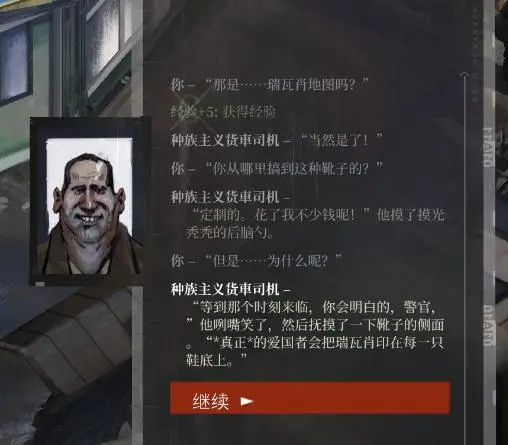 你 – “那是……瑞瓦肖地图吗？”
经验+5: 获得经验
种族主义货车司机 – “当然是了！”
你 – “你从哪里搞到这种靴子的？”
种族主义货车司机 –
“定制的。花了我不少钱呢！”他摸了摸光
秃秃的后脑勺。
你 – “但是……为什么呢？”
种族主义货车司机 –
“等到那个时刻来临，你会明白的，警官，
”他咧嘴笑了，然后抚摸了一下靴子的侧面
。“*真正*的爱国者会把瑞瓦肖印在每一只
鞋底上。”
继续